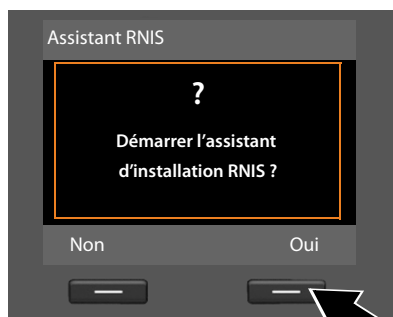 Assistant RNIS
?
Démarrer l’assistant
d’installation RNIS ?
Non Oui